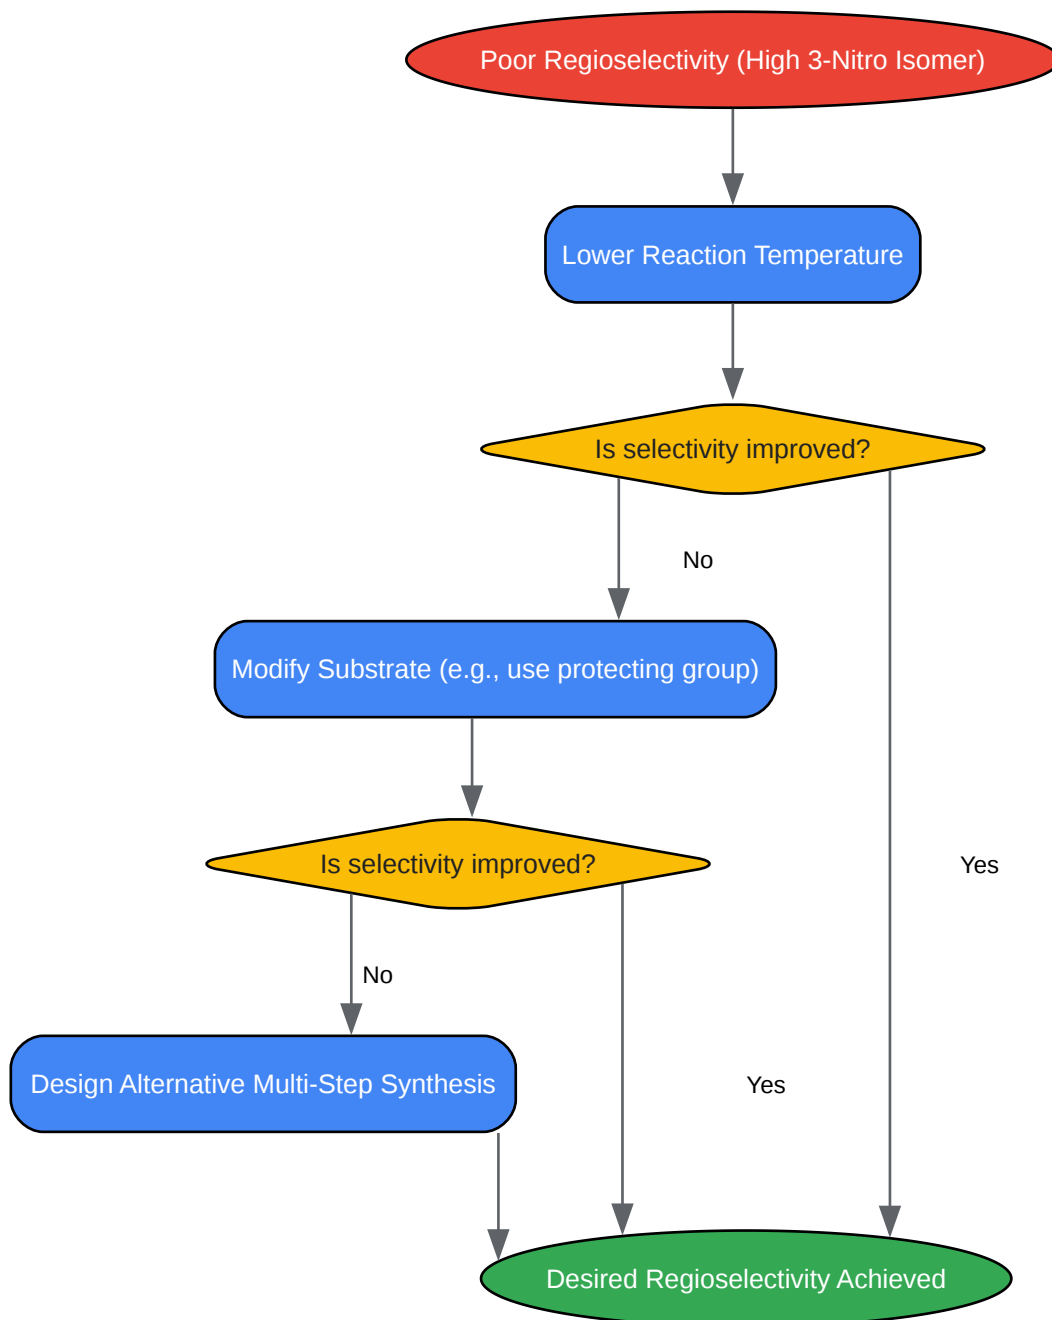 Poor Regioselectivity (High 3-Nitro Isomer)
Lower Reaction Temperature
Is selectivity improved?
No
Modify Substrate (e.g., use protecting group)
Is selectivity improved?
Yes
No
Design Alternative Multi-Step Synthesis
Yes
Desired Regioselectivity Achieved